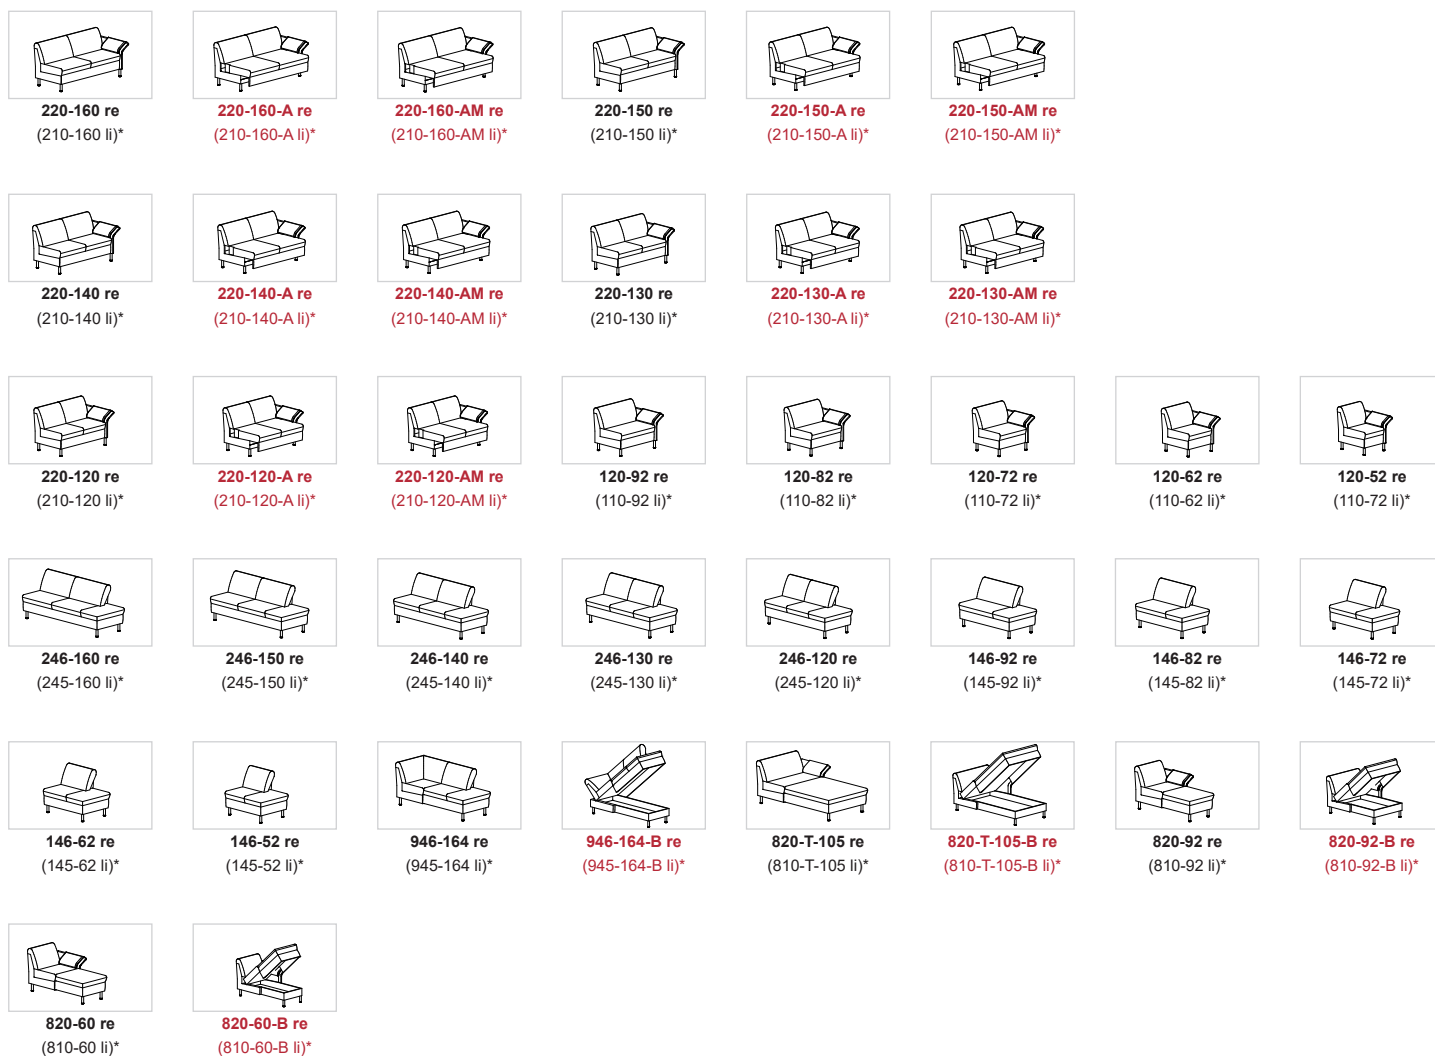 220-160 re
(210-160 li)*
220-160-A re
(210-160-A li)*
220-160-AM re
(210-160-AM li)*
220-150 re
(210-150 li)*
220-150-A re
(210-150-A li)*
220-150-AM re
(210-150-AM li)*
220-140 re
(210-140 li)*
220-140-A re
(210-140-A li)*
220-140-AM re
(210-140-AM li)*
220-130 re
(210-130 li)*
220-130-A re
(210-130-A li)*
220-130-AM re
(210-130-AM li)*
220-120 re
(210-120 li)*
220-120-A re
(210-120-A li)*
220-120-AM re
(210-120-AM li)*
120-92 re
(110-92 li)*
120-82 re
(110-82 li)*
120-72 re
(110-72 li)*
120-62 re
(110-62 li)*
120-52 re
(110-72 li)*
246-160 re
(245-160 li)*
246-150 re
(245-150 li)*
246-140 re
(245-140 li)*
246-130 re
(245-130 li)*
246-120 re
(245-120 li)*
146-92 re
(145-92 li)*
146-82 re
(145-82 li)*
146-72 re
(145-72 li)*
146-62 re
(145-62 li)*
146-52 re
(145-52 li)*
946-164 re
(945-164 li)*
946-164-B re
(945-164-B li)*
820-T-105 re
(810-T-105 li)*
820-T-105-B re
(810-T-105-B li)*
820-92 re
(810-92 li)*
820-92-B re
(810-92-B li)*
820-60 re
(810-60 li)*
820-60-B re
(810-60-B li)*